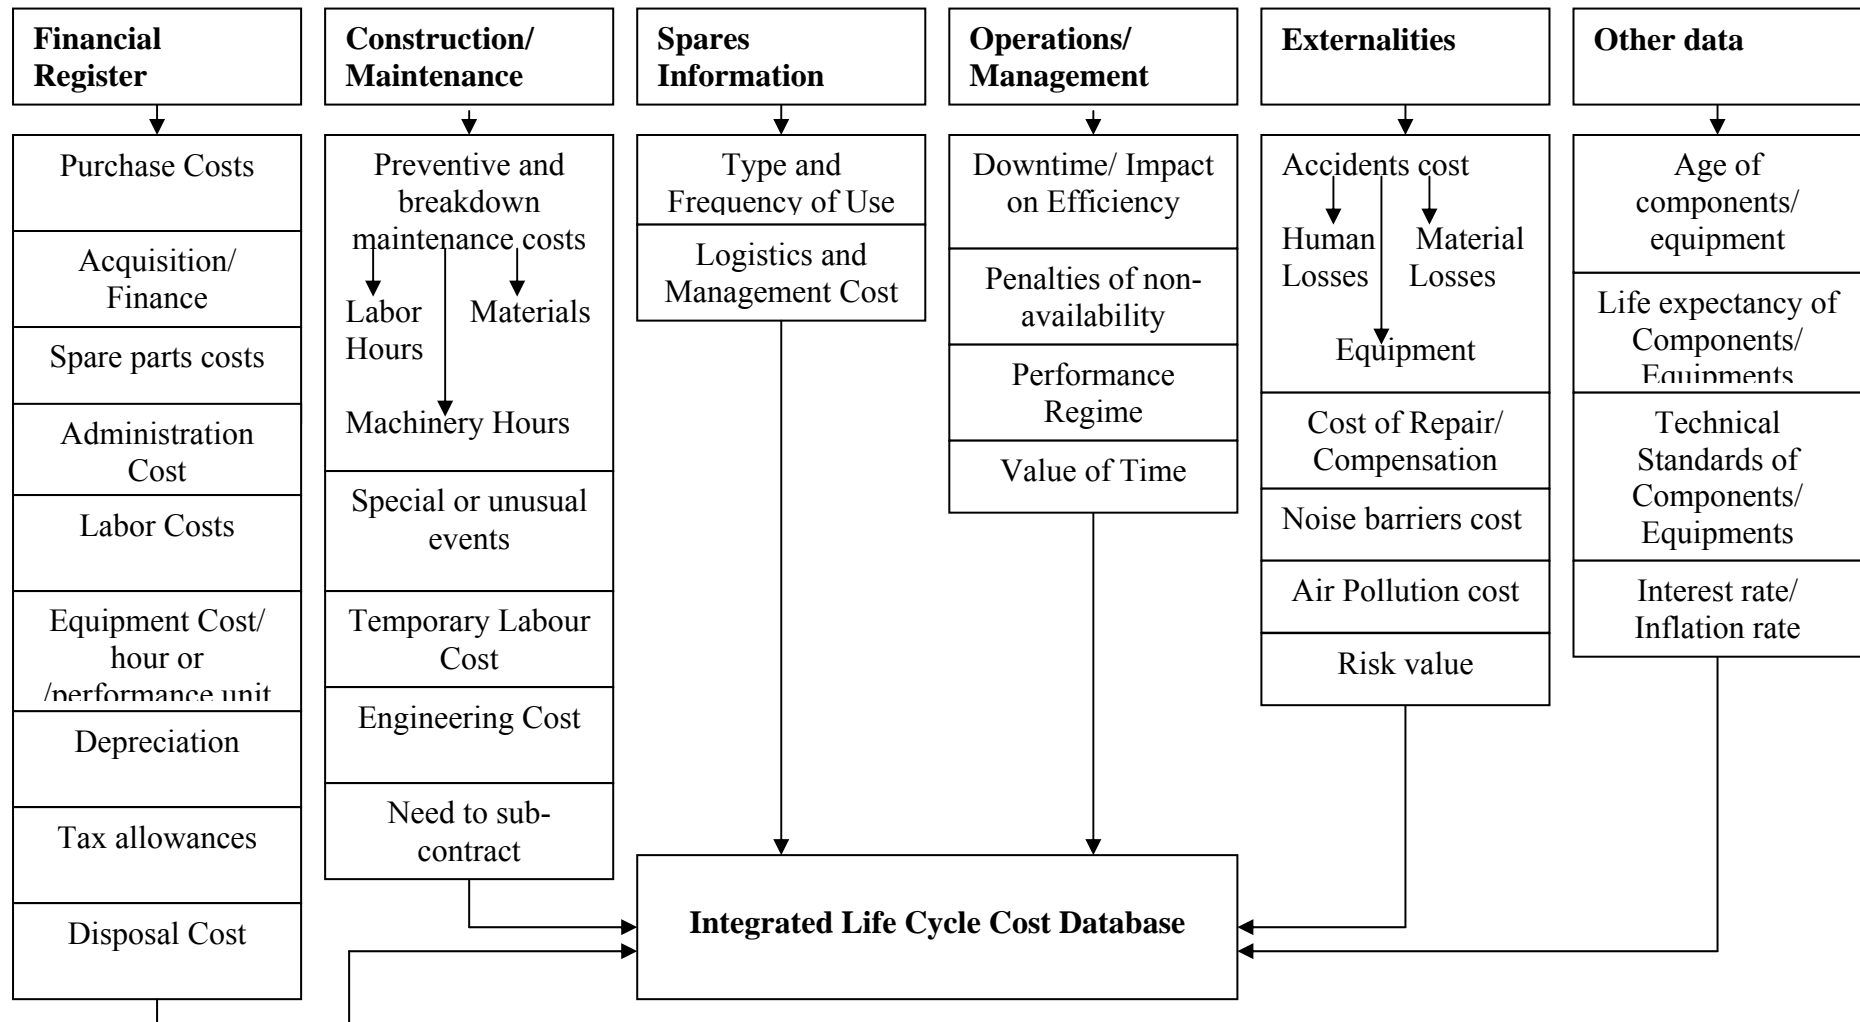 Financial
Register
Construction/
Maintenance
Spares
Information
Operations/
Management
Externalities
Other data
Purchase Costs
Acquisition/
Finance
Spare parts costs
Administration
Cost
Labor Costs
Equipment Cost/
hour or
/performance unit
Depreciation
Tax allowances
Disposal Cost
Preventive and
breakdown
maintenance costs
Labor
Hours
Materials
Machinery Hours
Special or unusual
events
Temporary Labour
Cost
Engineering Cost
Need to sub-
contract
Type and
Frequency of Use
Logistics and
Management Cost
Downtime/ Impact
on Efficiency
Penalties of non-
availability
Performance
Regime
Value of Time
Accidents cost
Human
Losses
Material
Losses
Equipment
Cost of Repair/
Compensation
Noise barriers cost
Air Pollution cost
Risk value
Age of
components/
equipment
Life expectancy of
Components/
Equipments
Technical
Standards of
Components/
Equipments
Interest rate/
Inflation rate
Integrated Life Cycle Cost Database